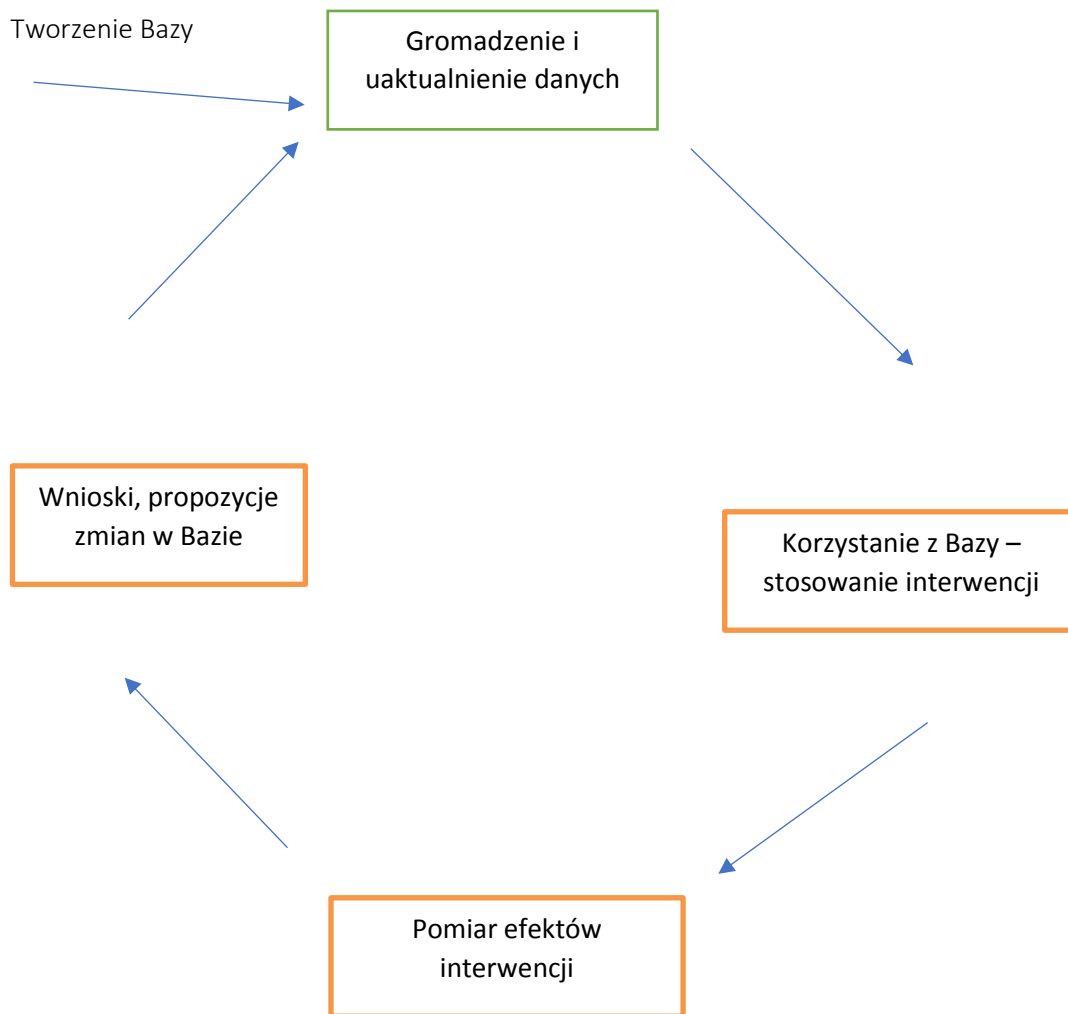 Tworzenie Bazy
Gromadzenie i
uaktualnienie danych
Wnioski, propozycje
zmian w Bazie
Korzystanie z Bazy –
stosowanie interwencji
Pomiar efektów
interwencji